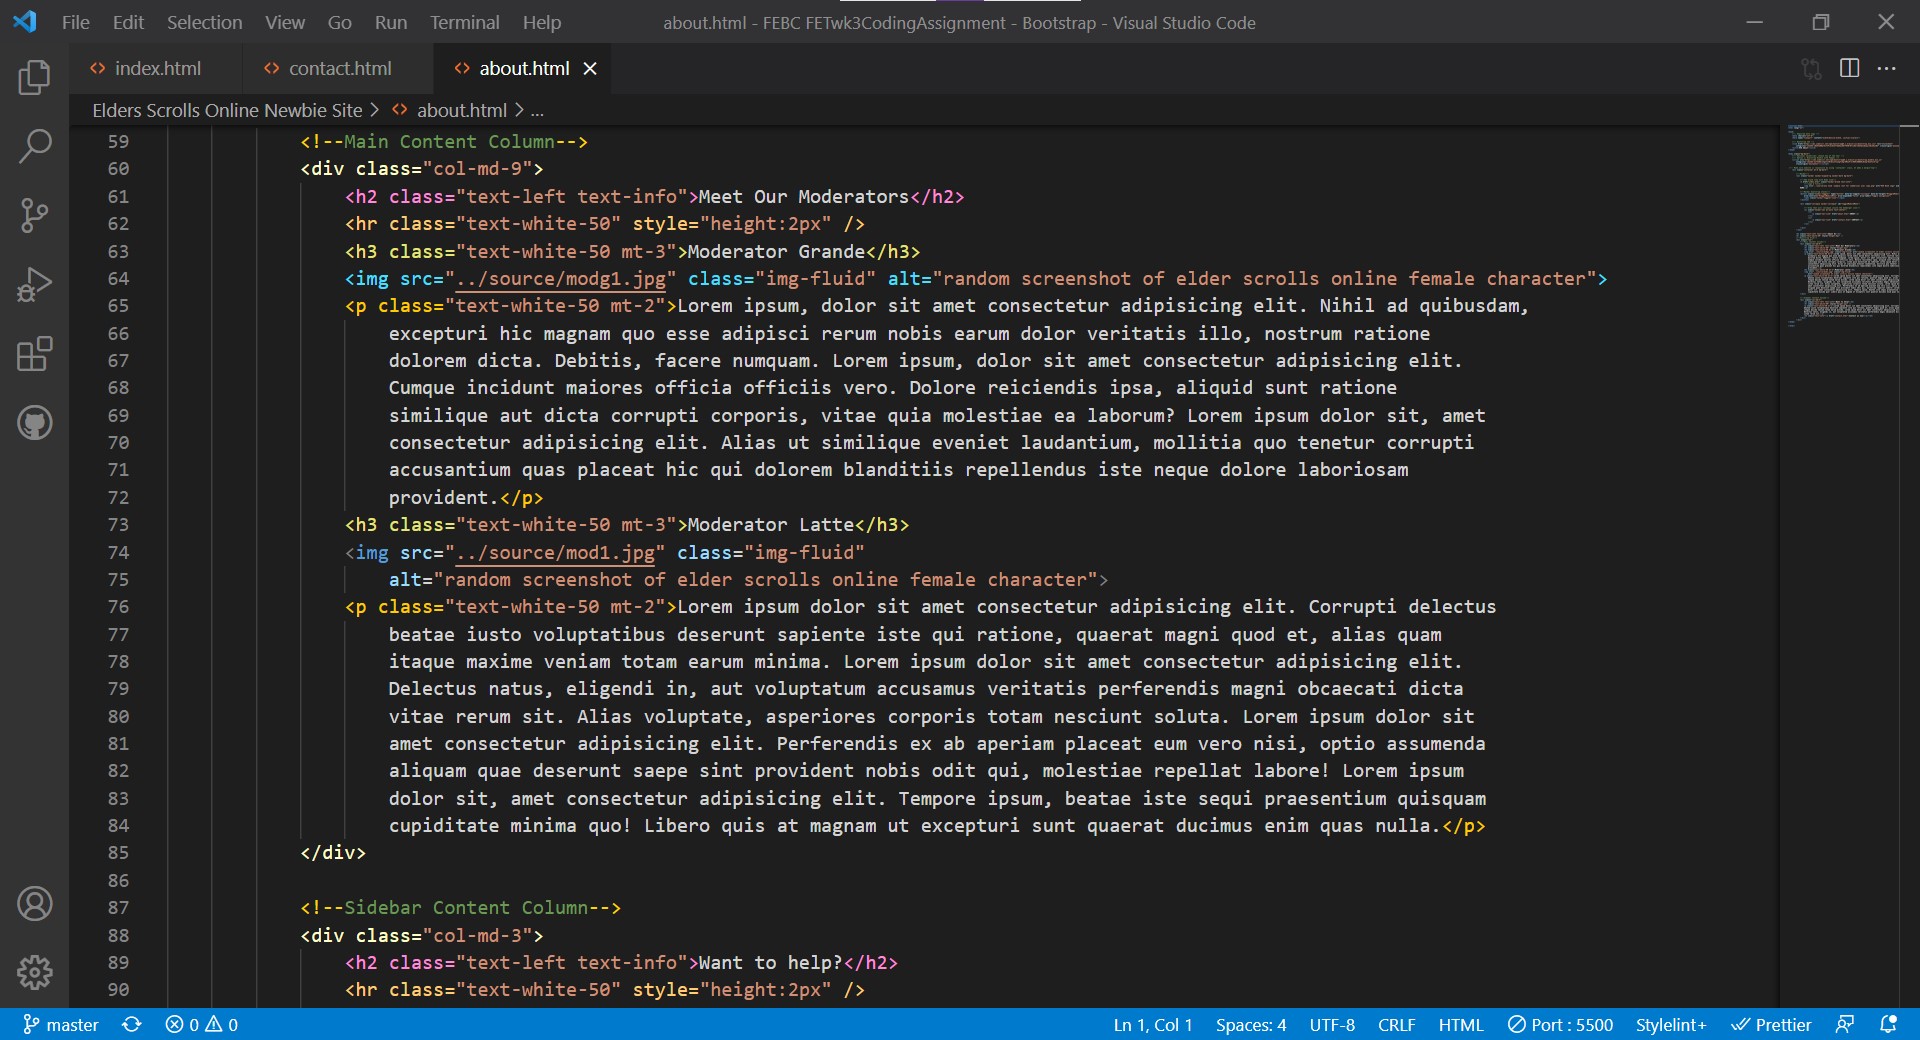 File Edit Selection View Go Run Terminal Help about.html - FEBC FETwk3CodingAssignment - Bootstrap - Visual Studio Code
index.html contact.html about.html
Elders Scrolls Online Newbie Site > about.html > ...
59 <!--Main Content Column-->
60 <div class="col-md-9">
61 <h2 class="text-left text-info">Meet Our Moderators</h2>
62 <hr class="text-white-50" style="height:2px" />
63 <h3 class="text-white-50 mt-3">Moderator Grande</h3>
64 <img src="../source/modg1.jpg" class="img-fluid" alt="random screenshot of elder scrolls online female character">
65 <p class="text-white-50 mt-2">Lorem ipsum, dolor sit amet consectetur adipisicing elit. Nihil ad quibusdam,
66 excepturi hic magnam quo esse adipisci rerum nobis earum dolor veritatis illo, nostrum ratione
67 dolorem dicta. Debitis, facere numquam. Lorem ipsum, dolor sit amet consectetur adipisicing elit.
68 Cumque incidunt maiores officia officiis vero. Dolore reiciendis ipsa, aliquid sunt ratione
69 similique aut dicta corrupti corporis, vitae quia molestiae ea laborum? Lorem ipsum dolor sit, amet
70 consectetur adipisicing elit. Alias ut similique eveniet laudantium, mollitia quo tenetur corrupti
71 accusantium quas placeat hic qui dolorem blanditiis repellendus iste neque dolore laboriosam
72 provident.</p>
73 <h3 class="text-white-50 mt-3">Moderator Latte</h3>
74 <img src="../source/mod1.jpg" class="img-fluid"
75 alt="random screenshot of elder scrolls online female character">
76 <p class="text-white-50 mt-2">Lorem ipsum dolor sit amet consectetur adipisicing elit. Corrupti delectus
77 beatae iusto voluptatibus deserunt sapiente iste qui ratione, quaerat magni quod et, alias quam
78 itaque maxime veniam totam earum minima. Lorem ipsum dolor sit amet consectetur adipisicing elit.
79 Delectus natus, eligendi in, aut voluptatum accusamus veritatis perferendis magni obcaecati dicta
80 vitae rerum sit. Alias voluptate, asperiores corporis totam nesciunt soluta. Lorem ipsum dolor sit
81 amet consectetur adipisicing elit. Perferendis ex ab aperiam placeat eum vero nisi, optio assumenda
82 aliquam quae deserunt saepe sint provident nobis odit qui, molestiae repellat labore! Lorem ipsum
83 dolor sit, amet consectetur adipisicing elit. Tempore ipsum, beatae iste sequi praesentium quisquam
84 cupiditate minima quo! Libero quis at magnam ut excepturi sunt quaerat ducimus enim quas nulla.</p>
85 </div>
86
87 <!--Sidebar Content Column-->
88 <div class="col-md-3">
89 <h2 class="text-left text-info">Want to help?</h2>
90 <hr class="text-white-50" style="height:2px" />
master 0 0 Ln 1, Col 1 Spaces: 4 UTF-8 CRLF HTML Port : 5500 Stylelint+ Prettier